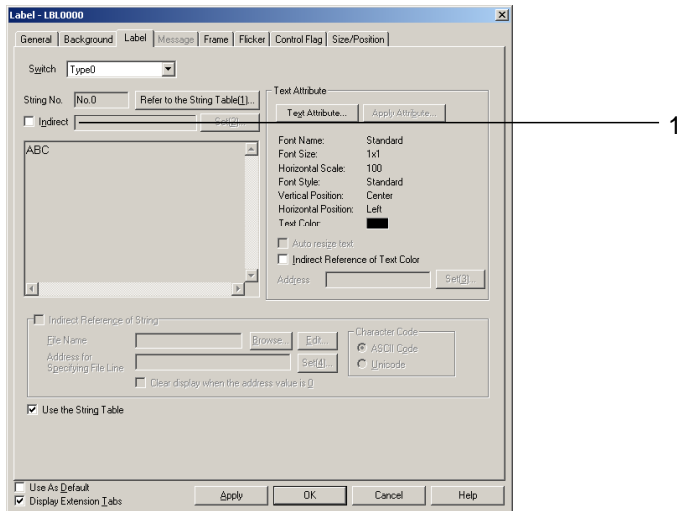 Label - LBL0000
General Background Label Message Frame Flicker Control Flag Size/Position
Switch Type0
String No. No.0 Refer to the String Table[1]...
Indirect Set[2]... 1
ABC
Text Attribute
Text Attribute... Apply Attribute...
Font Name: Standard
Font Size: 1x1
Horizontal Scale: 100
Font Style: Standard
Vertical Position: Center
Horizontal Position: Left
Text Color:
Auto resize text
Indirect Reference of Text Color
Address Set[3]...
Indirect Reference of String
File Name Browse... Edit...
Address for
Specifying File Line Set[4]...
Clear display when the address value is 0
Character Code
ASCII Code
Unicode
Use the String Table
Use As Default
Display Extension Tabs
Apply OK Cancel Help